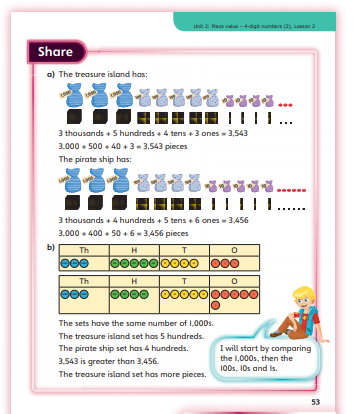 Unit 2: Place value – 4-digit numbers (2), Lesson 2
Share
a) The treasure island has:
3 thousands + 5 hundreds + 4 tens + 3 ones = 3,543
3,000 + 500 + 40 + 3 = 3,543 pieces
The pirate ship has:
3 thousands + 4 hundreds + 5 tens + 6 ones = 3,456
3,000 + 400 + 50 + 6 = 3,456 pieces
b)
Th H T O
Th H T O
The sets have the same number of 1,000s.
The treasure island set has 5 hundreds.
The pirate ship set has 4 hundreds.
3,543 is greater than 3,456.
The treasure island set has more pieces.
I will start by comparing
the 1,000s, then the
100s, 10s and 1s.
53